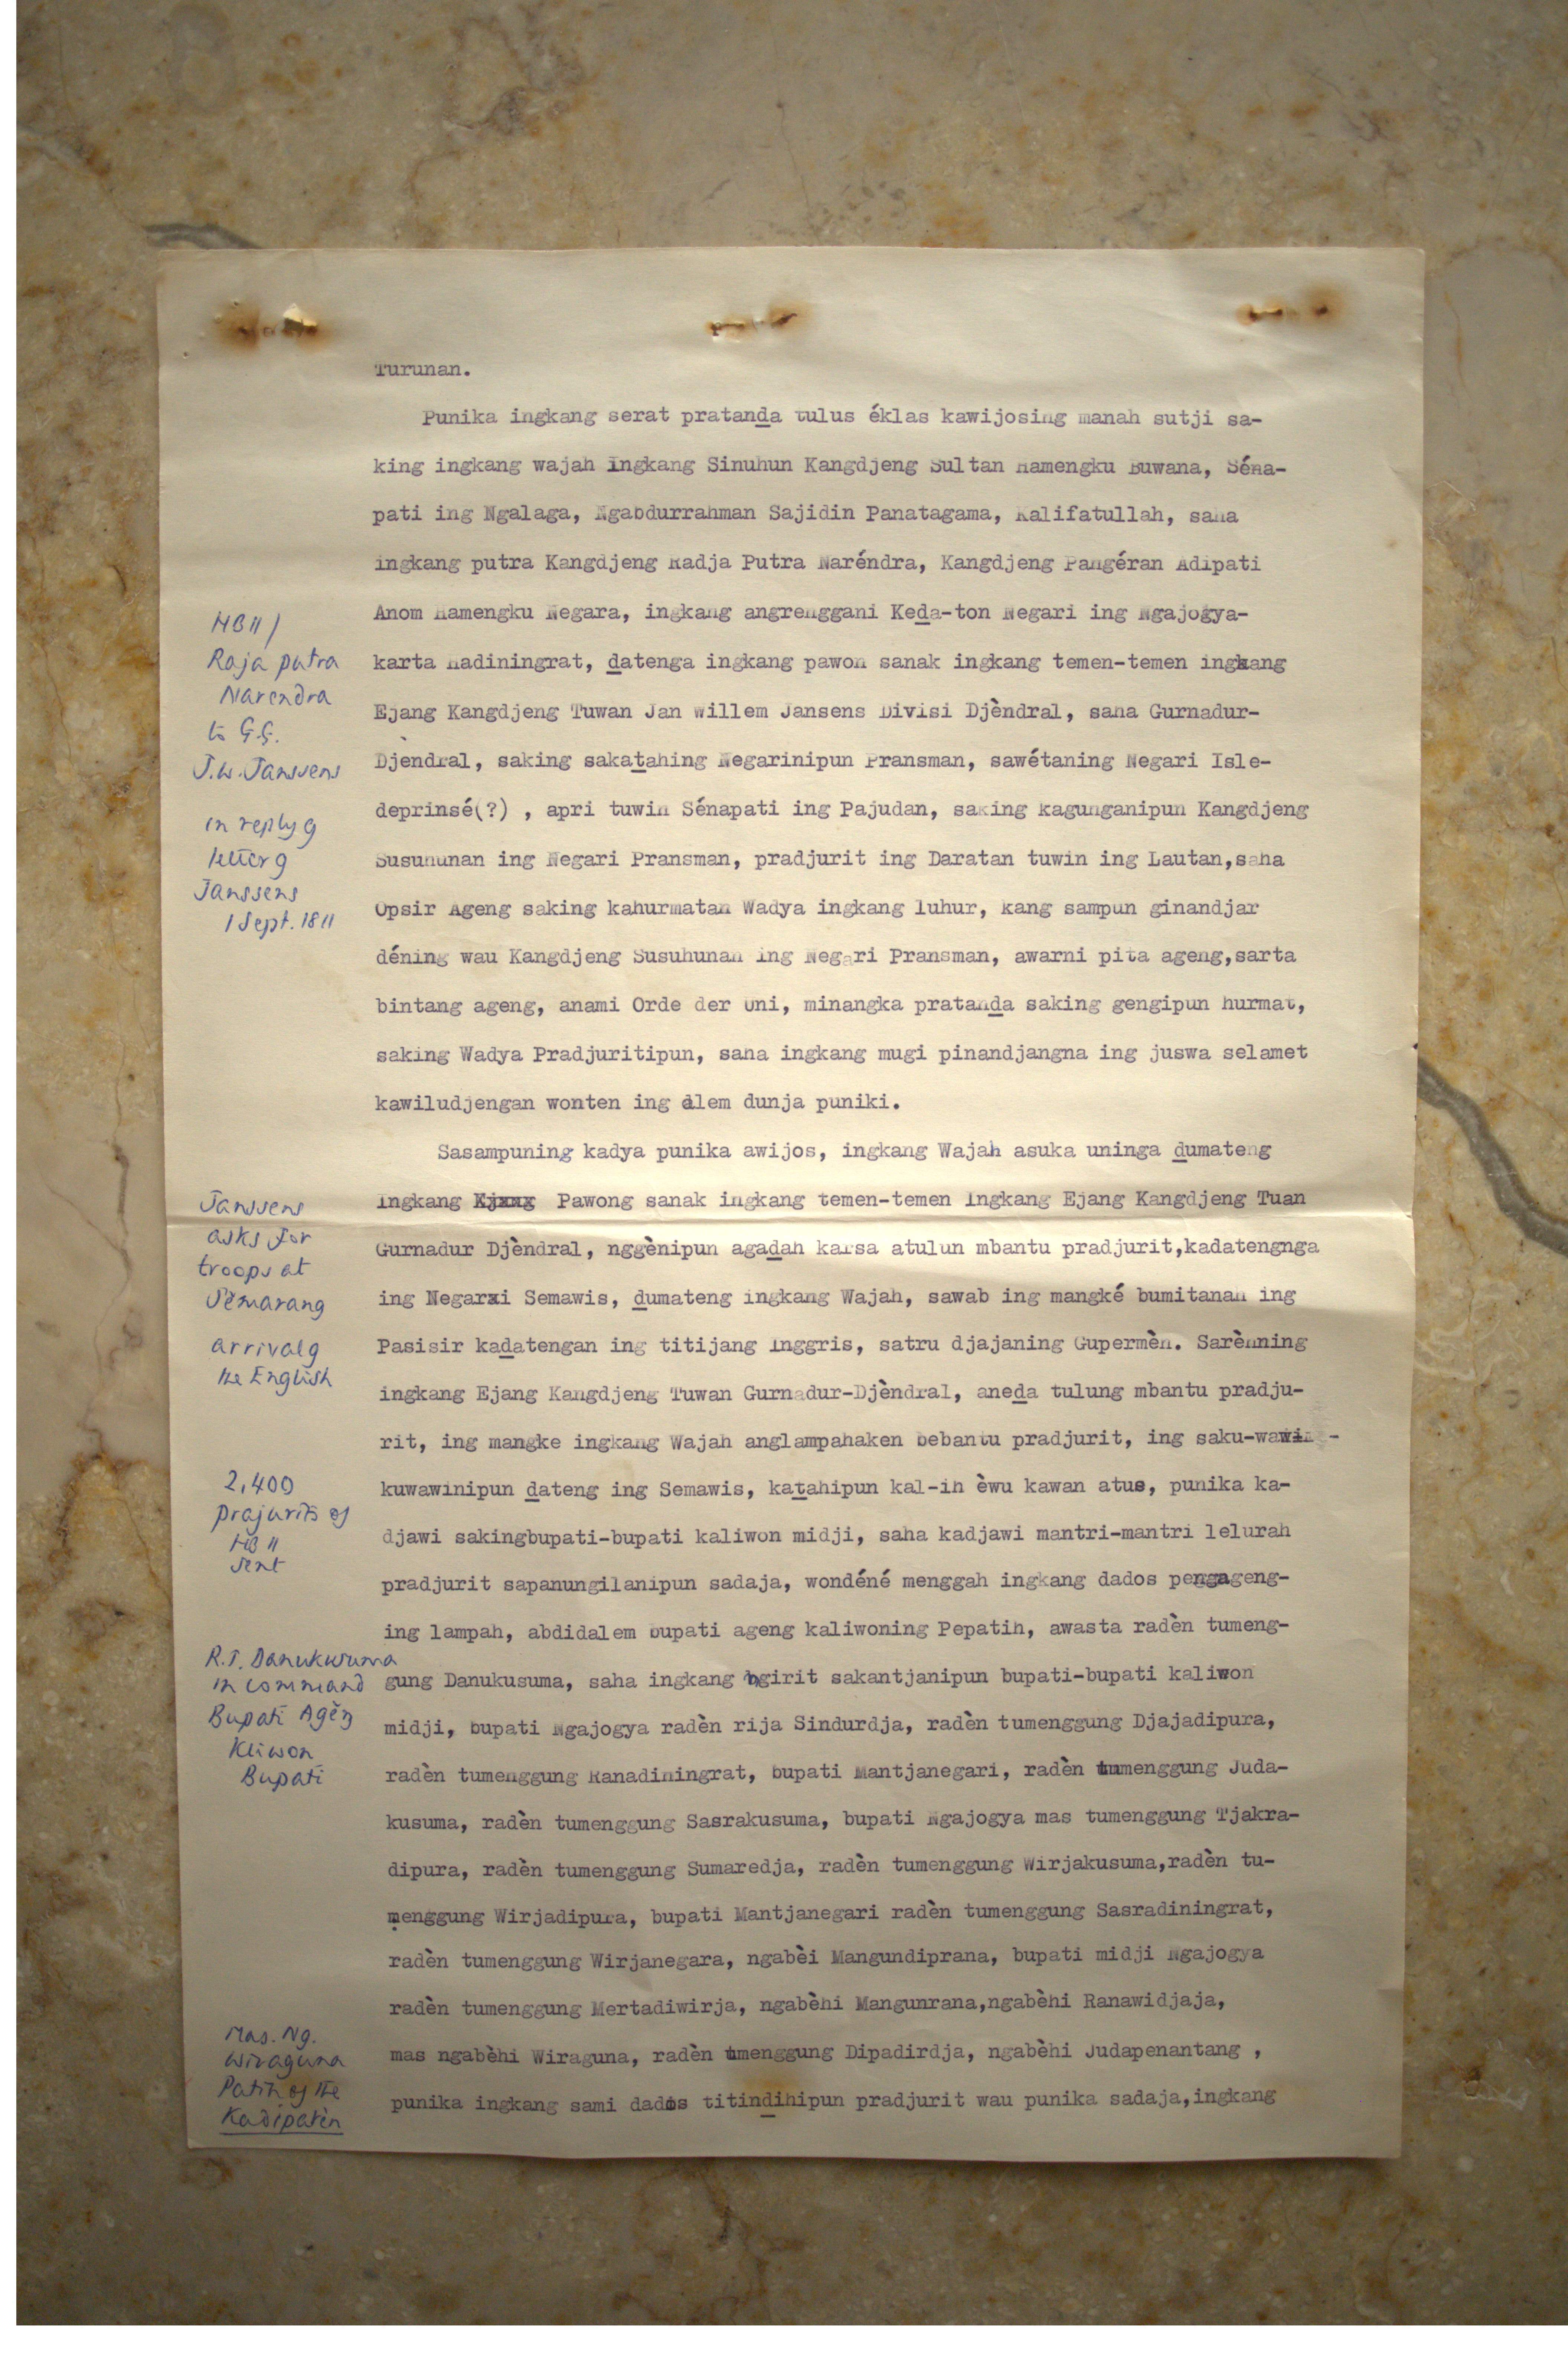 Turunan.
Punika ingkang serat pratanda tulus éklas kawijosing manah sutji sa-
king ingkang wajah Ingkang Sinuhun Kangdjeng Sultan Hamengku Buwana, Séna-
pati ing Ngalaga, Ngabdurrahman Sajidin Panatagama, Kalifatullah, saha
ingkang putra Kangdjeng Radja Putra Naréndra, Kangdjeng Pangéran Adipati
Anom Hamengku Negara, ingkang angrenggani Keda-ton Negari ing Ngajogya-
karta Hadiningrat, datenga ingkang pawon sanak ingkang temen-temen ingkang
Ejang Kangdjeng Tuwan Jan Willem Jansens Divisi Djèndral, saha Gurnadur-
Djendral, saking sakatahing Negarinipun Pransman, sawétaning Negari Isle-
deprinsé(?) , apri tuwin Sénapati ing Pajudan, saking kagunganipun Kangdjeng
Susuhunan ing Negari Pransman, pradjurit ing Daratan tuwin ing Lautan,saha
Opsir Ageng saking kahurmatan Wadya ingkang luhur, kang sampun ginandjar
déning wau Kangdjeng Susuhunan ing Negari Pransman, awarni pita ageng,sarta
bintang ageng, anami Orde der Uni, minangka pratanda saking gengipun hurmat,
saking Wadya Pradjuritipun, saha ingkang mugi pinandjangna ing juswa selamet
kawiludjengan wonten ing alem dunja puniki.
Sasampuning kadya punika awijos, ingkang Wajah asuka uninga dumateng
ingkang Pawong sanak ingkang temen-temen Ingkang Ejang Kangdjeng Tuan
Gurnadur Djèndral, nggènipun agadah karsa atulun mbantu pradjurit,kadatengnga
ing Negari Semawis, dumateng ingkang Wajah, sawab ing mangké bumitanah ing
Pasisir kadatengan ing titijang Inggris, satru djajaning Gupermèn. Sarèhning
ingkang Ejang Kangdjeng Tuwan Gurnadur-Djèndral, aneda tulung mbantu pradju-
rit, ing mangke ingkang Wajah anglampahaken bebantu pradjurit, ing saku-wawin-
kuwawinipun dateng ing Semawis, katahipun kal-ih èwu kawan atus, punika ka-
djawi sakingbupati-bupati kaliwon midji, saha kadjawi mantri-mantri lelurah
pradjurit sapanungilanipun sadaja, wondéné menggah ingkang dados pengageng-
ing lampah, abdidalem bupati ageng kaliwoning Pepatih, awasta radèn tumeng-
gung Danukusuma, saha ingkang ngirit sakantjanipun bupati-bupati kaliwon
midji, bupati Ngajogya radèn rija Sindurdja, radèn tumenggung Djajadipura,
radèn tumenggung Ranadiningrat, bupati Mantjanegari, radèn tumenggung Juda-
kusuma, radèn tumenggung Sasrakusuma, bupati Ngajogya mas tumenggung Tjakra-
dipura, radèn tumenggung Sumaredja, radèn tumenggung Wirjakusuma,radèn tu-
menggung Wirjadipura, bupati Mantjanegari radèn tumenggung Sasradiningrat,
radèn tumenggung Wirjanegara, ngabèi Mangundiprana, bupati midji Ngajogya
radèn tumenggung Mertadiwirja, ngabèhi Mangunrana,ngabèhi Ranawidjaja,
mas ngabèhi Wiraguna, radèn tmenggung Dipadirdja, ngabèhi Judapenantang ,
punika ingkang sami dados titindihipun pradjurit wau punika sadaja,ingkang
HB II /
Raja putra
Narendra
to G.G.
J.W. Janssens
in reply of
letter of
Janssens
1 Sept. 1811
Janssens
asks for
troops at
Semarang
arrival of
the English
2,400
prajurits of
HB II
sent
R.T. Danukusuma
in command
Bupati Agěng
Kliwon
Bupati
Mas. Ng.
Wiraguna
Patih of the
Kadipatèn